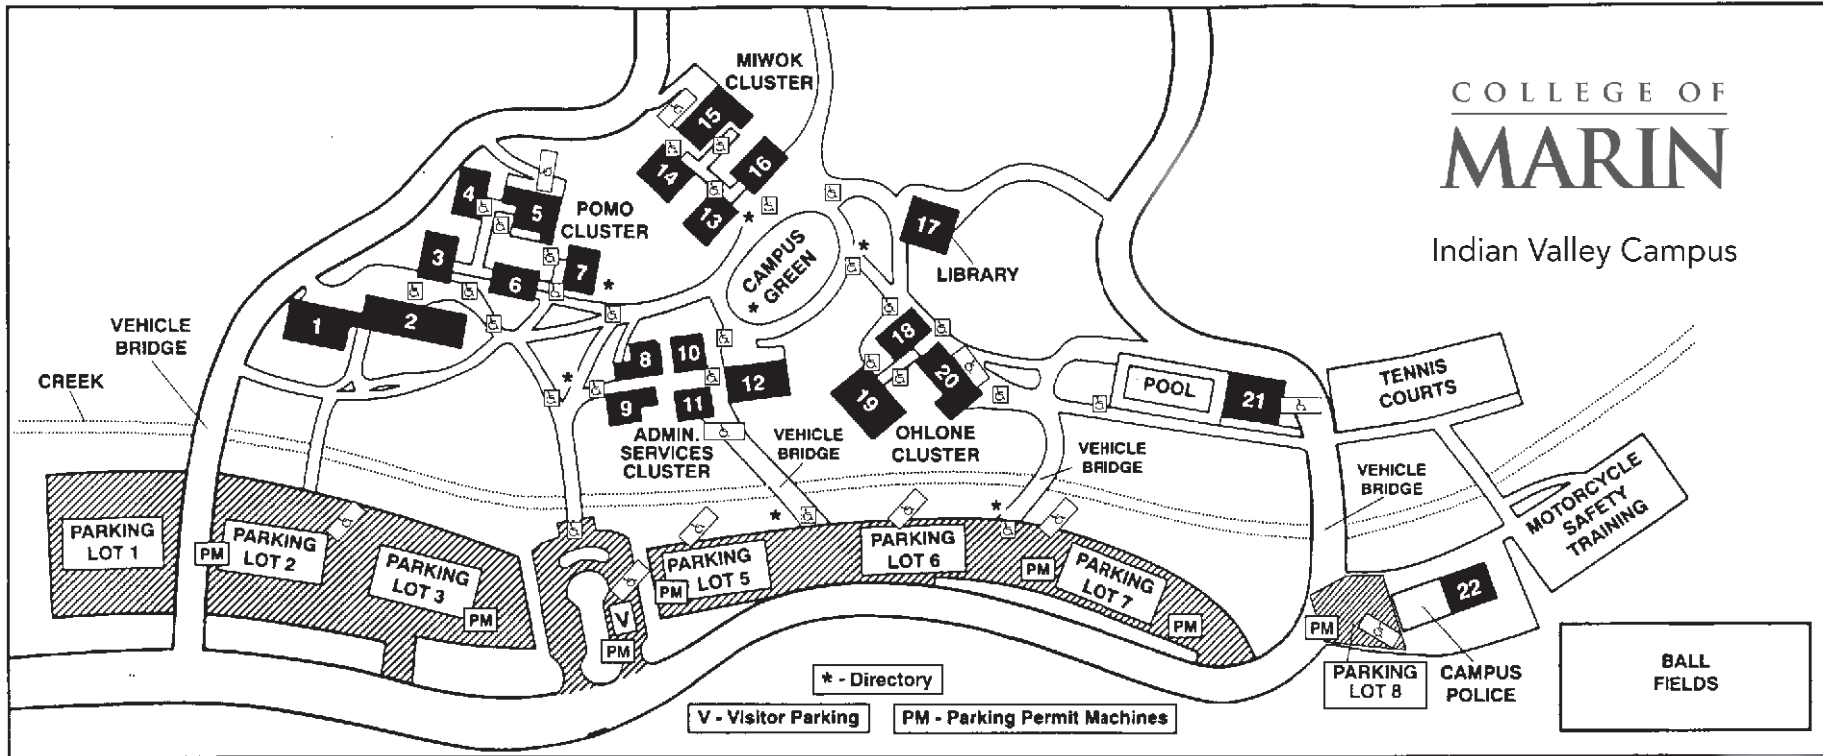 MIWOK
CLUSTER
COLLEGE OF
MARIN
Indian Valley Campus
15
14
16
13
*
4
5
POMO
CLUSTER
3
6
7
*
CAMPUS
GREEN
*
*
17
LIBRARY
1
2
VEHICLE
BRIDGE
CREEK
*
8
10
9
11
12
ADMIN.
SERVICES
CLUSTER
VEHICLE
BRIDGE
18
20
19
OHLONE
CLUSTER
VEHICLE
BRIDGE
POOL
21
TENNIS
COURTS
VEHICLE
BRIDGE
MOTORCYCLE
SAFETY
TRAINING
PARKING
LOT 1
PM
PARKING
LOT 2
PARKING
LOT 3
PM
V
PM
PM
PARKING
LOT 5
*
PARKING
LOT 6
*
PM
PARKING
LOT 7
PM
PM
22
PARKING
LOT 8
CAMPUS
POLICE
BALL
FIELDS
* - Directory
V - Visitor Parking
PM - Parking Permit Machines